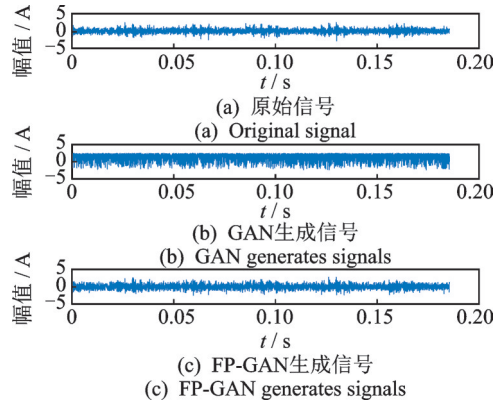 幅值 / A
5
0
−5
0 0.05 0.10 0.15 0.20
t / s
(a) 原始信号
(a) Original signal
幅值 / A
5
0
−5
0 0.05 0.10 0.15 0.20
t / s
(b) GAN生成信号
(b) GAN generates signals
幅值 / A
5
0
−5
0 0.05 0.10 0.15 0.20
t / s
(c) FP-GAN生成信号
(c) FP-GAN generates signals